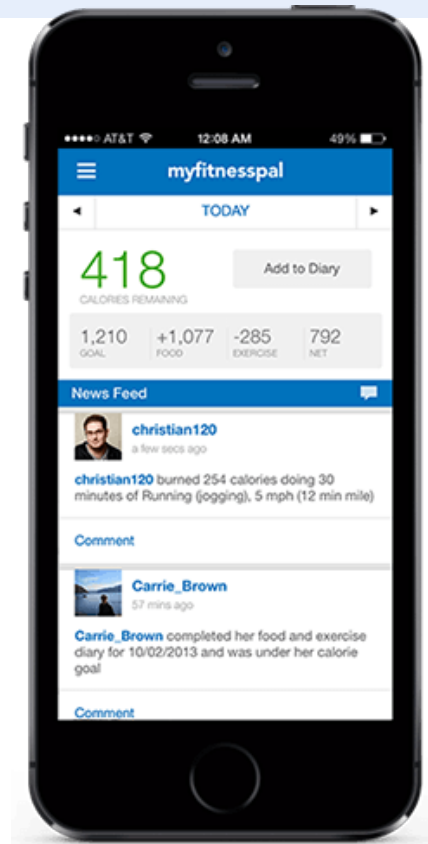 AT&T 12:08 AM 49%
myfitnesspal
TODAY
418
CALORIES REMAINING
Add to Diary
1,210 +1,077 -285 792
GOAL FOOD EXERCISE NET
News Feed
christian120
a few secs ago
christian120 burned 254 calories doing 30
minutes of Running (jogging), 5 mph (12 min mile)
Comment
Carrie_Brown
57 mins ago
Carrie_Brown completed her food and exercise
diary for 10/02/2013 and was under her calorie
goal
Comment